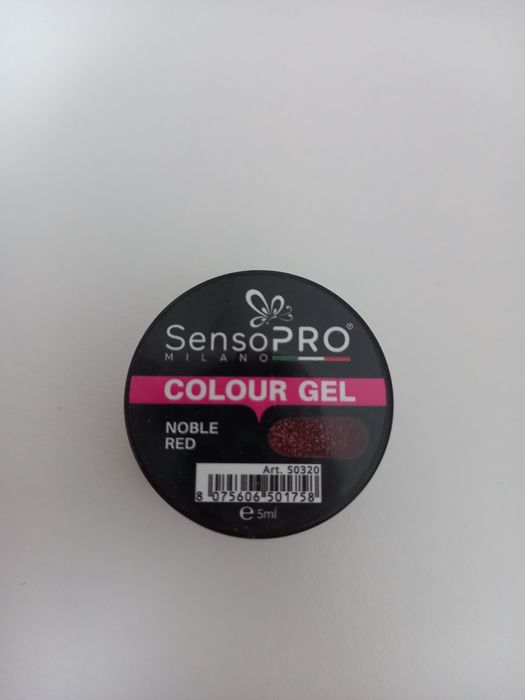 SensoPRO®
MILANO
COLOUR GEL
NOBLE
RED
Art. S0320
8 075606 501758
℮ 5ml